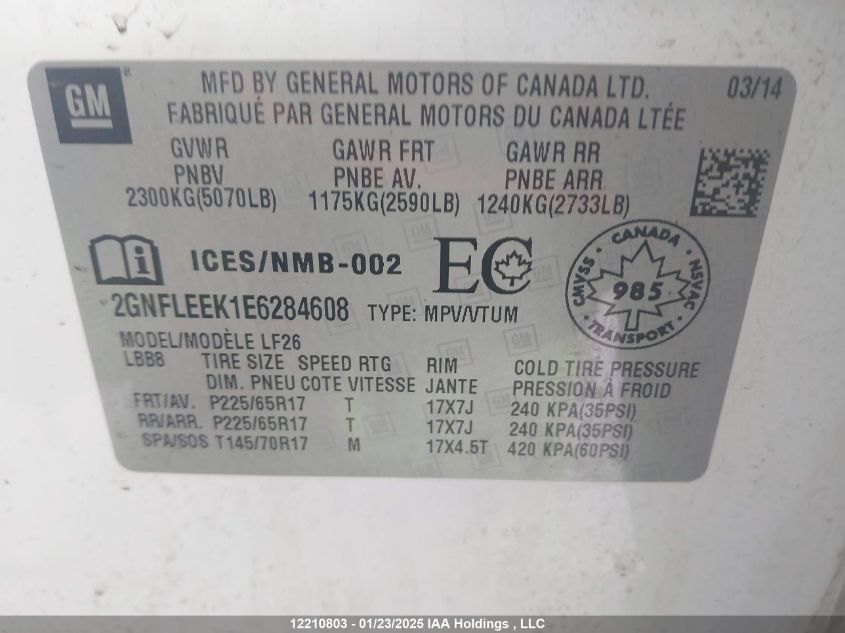 GM
MFD BY GENERAL MOTORS OF CANADA LTD. 03/14
FABRIQUÉ PAR GENERAL MOTORS DU CANADA LTÉE
GVWR GAWR FRT GAWR RR
PNBV PNBE AV. PNBE ARR
2300KG(5070LB) 1175KG(2590LB) 1240KG(2733LB)
ICES/NMB-002 EC
CANADA
CMVSS 985 NSVAC
TRANSPORT
2GNFLEEK1E6284608 TYPE: MPV/VTUM
MODEL/MODÈLE LF26
LBB8 TIRE SIZE SPEED RTG RIM COLD TIRE PRESSURE
DIM. PNEU COTE VITESSE JANTE PRESSION À FROID
FRT/AV. P225/65R17 T 17X7J 240 KPA(35PSI)
RR/ARR. P225/65R17 T 17X7J 240 KPA(35PSI)
SPA/SOS T145/70R17 M 17X4.5T 420 KPA(60PSI)
12210803 - 01/23/2025 IAA Holdings , LLC